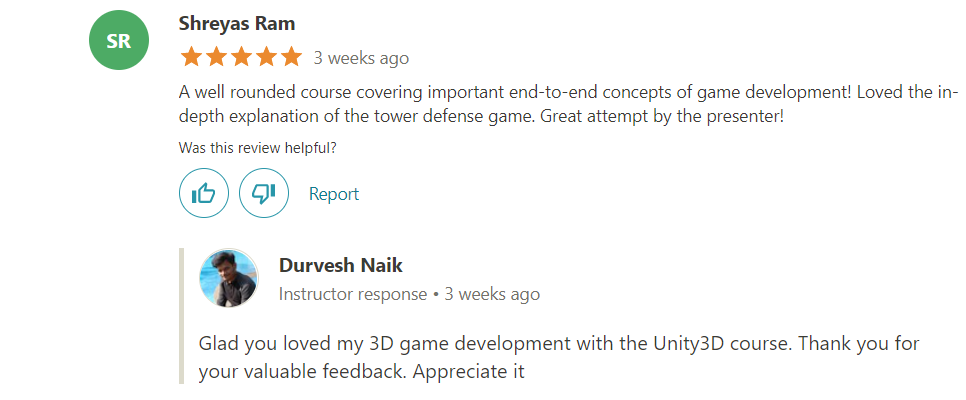 SR
Shreyas Ram
3 weeks ago
A well rounded course covering important end-to-end concepts of game development! Loved the in-
depth explanation of the tower defense game. Great attempt by the presenter!
Was this review helpful?
Report
Durvesh Naik
Instructor response • 3 weeks ago
Glad you loved my 3D game development with the Unity3D course. Thank you for
your valuable feedback. Appreciate it